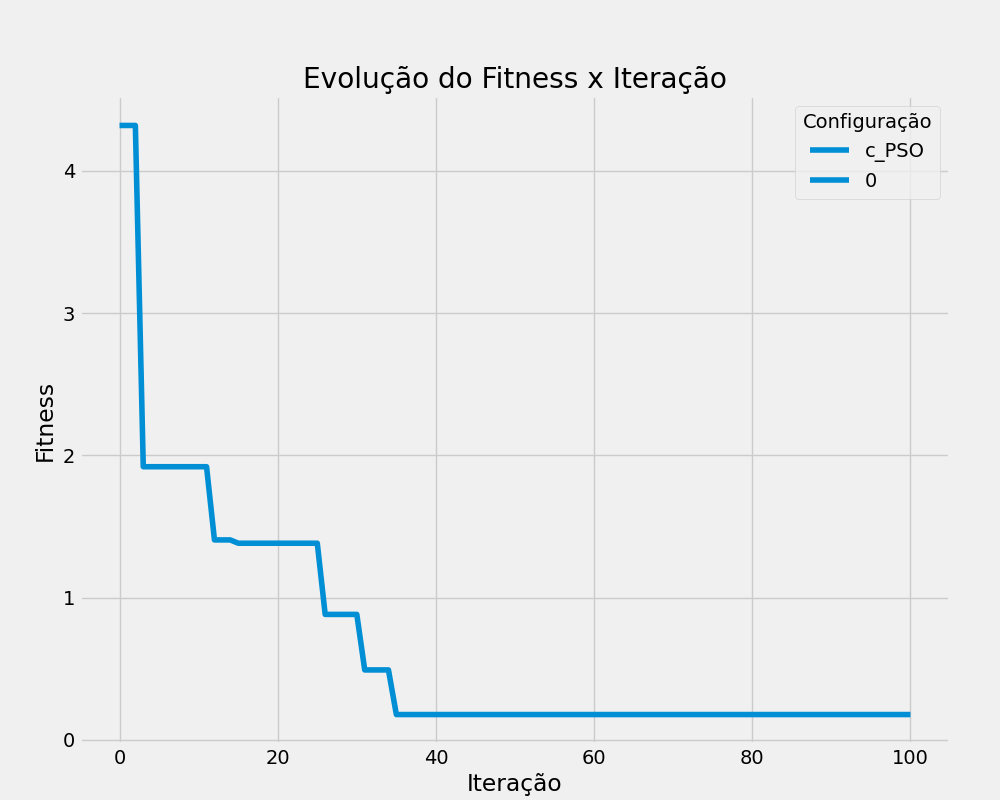 Evolução do Fitness x Iteração
Configuração
c_PSO
0
Fitness
4
3
2
1
0
0 20 40 60 80 100
Iteração